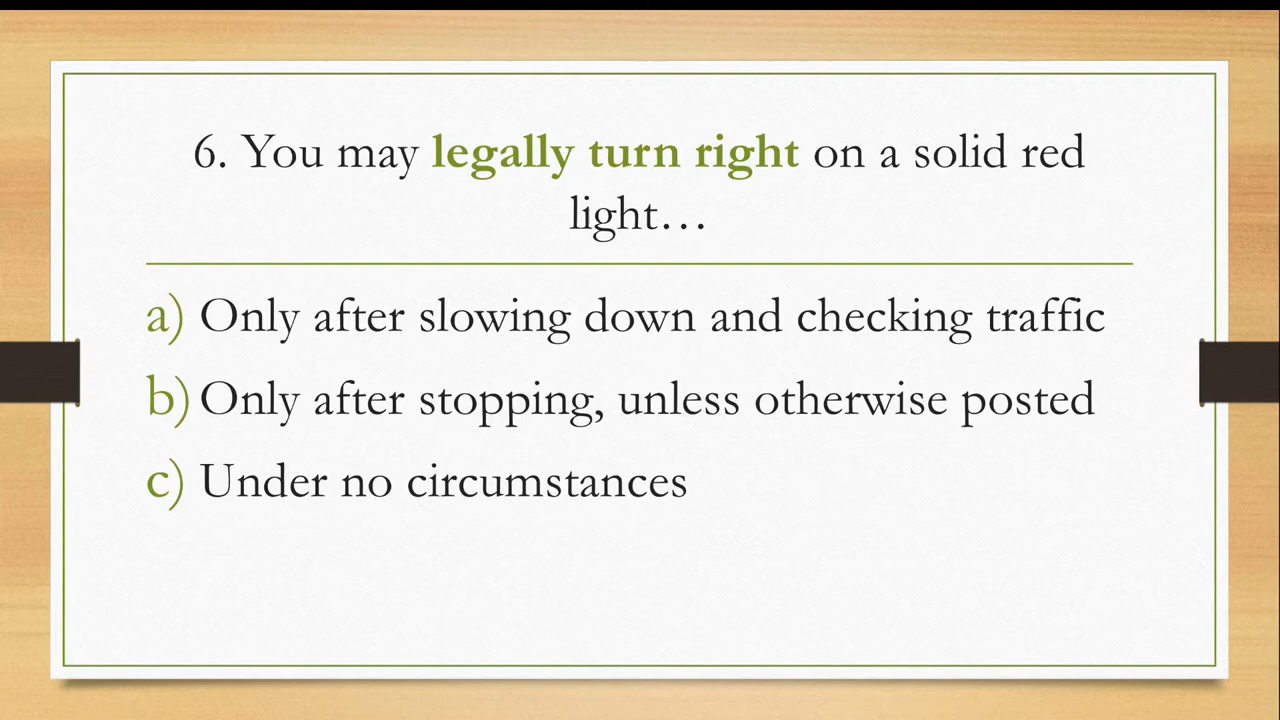 6. You may legally turn right on a solid red
light…
a) Only after slowing down and checking traffic
b) Only after stopping, unless otherwise posted
c) Under no circumstances